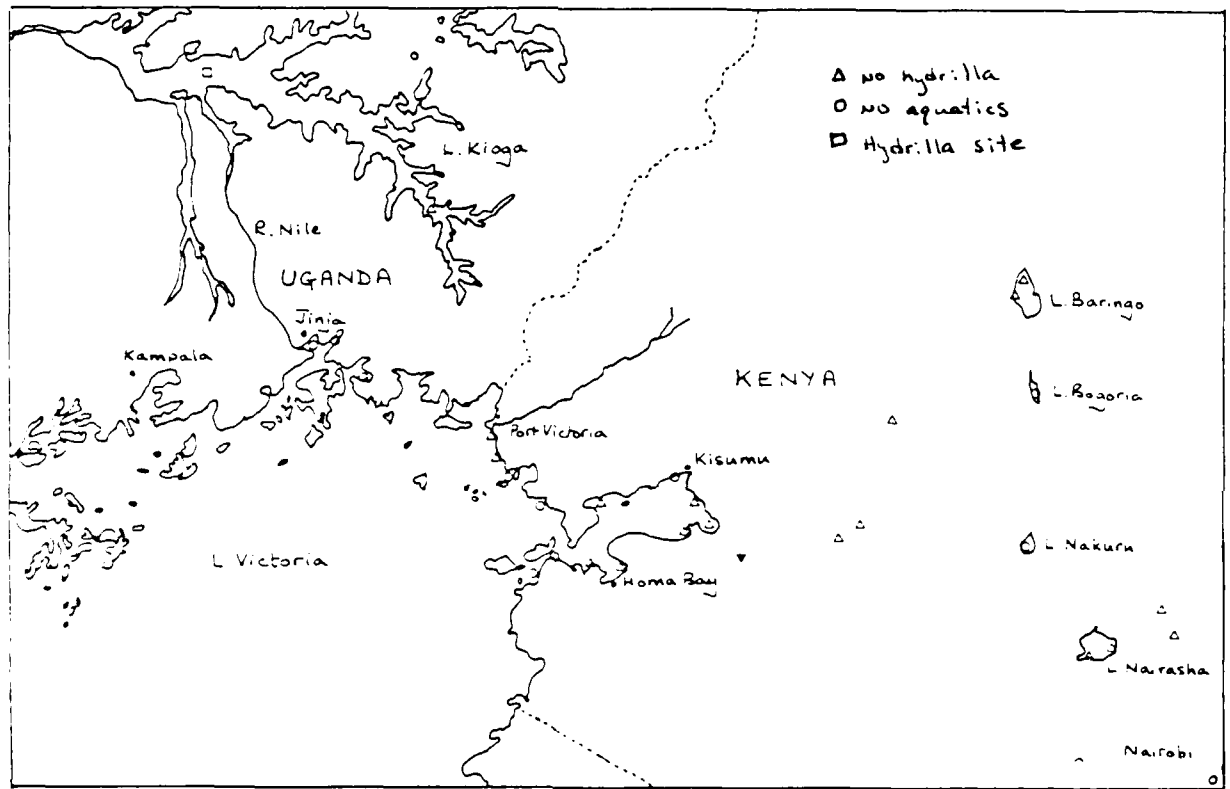 △ No hydrilla
○ No aquatics
□ Hydrilla site
L. Kioga
R. Nile
UGANDA
L. Baringo
Jinja
Kampala
KENYA
L. Bogoria
Port Victoria
Kisumu
L. Nakuru
L Victoria
Homa Bay
L Naivasha
Nairobi